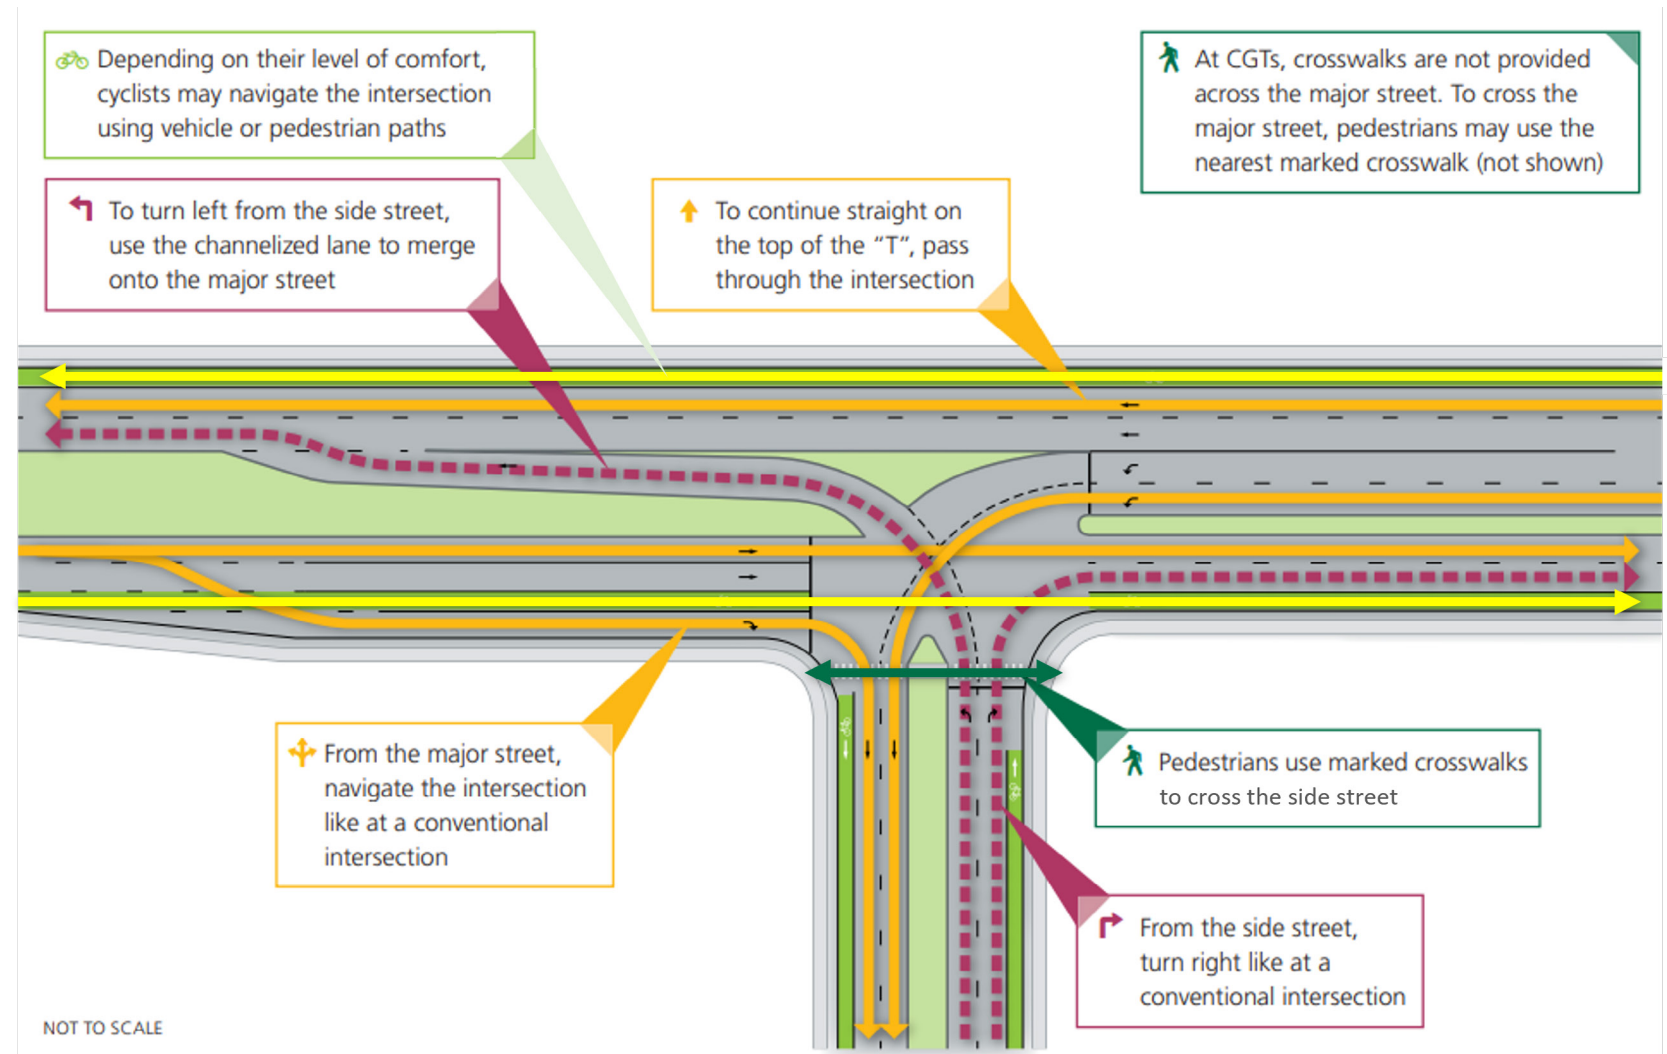 Depending on their level of comfort,
cyclists may navigate the intersection
using vehicle or pedestrian paths
At CGTs, crosswalks are not provided
across the major street. To cross the
major street, pedestrians may use the
nearest marked crosswalk (not shown)
To turn left from the side street,
use the channelized lane to merge
onto the major street
To continue straight on
the top of the “T”, pass
through the intersection
From the major street,
navigate the intersection
like at a conventional
intersection
Pedestrians use marked crosswalks
to cross the side street
From the side street,
turn right like at a
conventional intersection
NOT TO SCALE